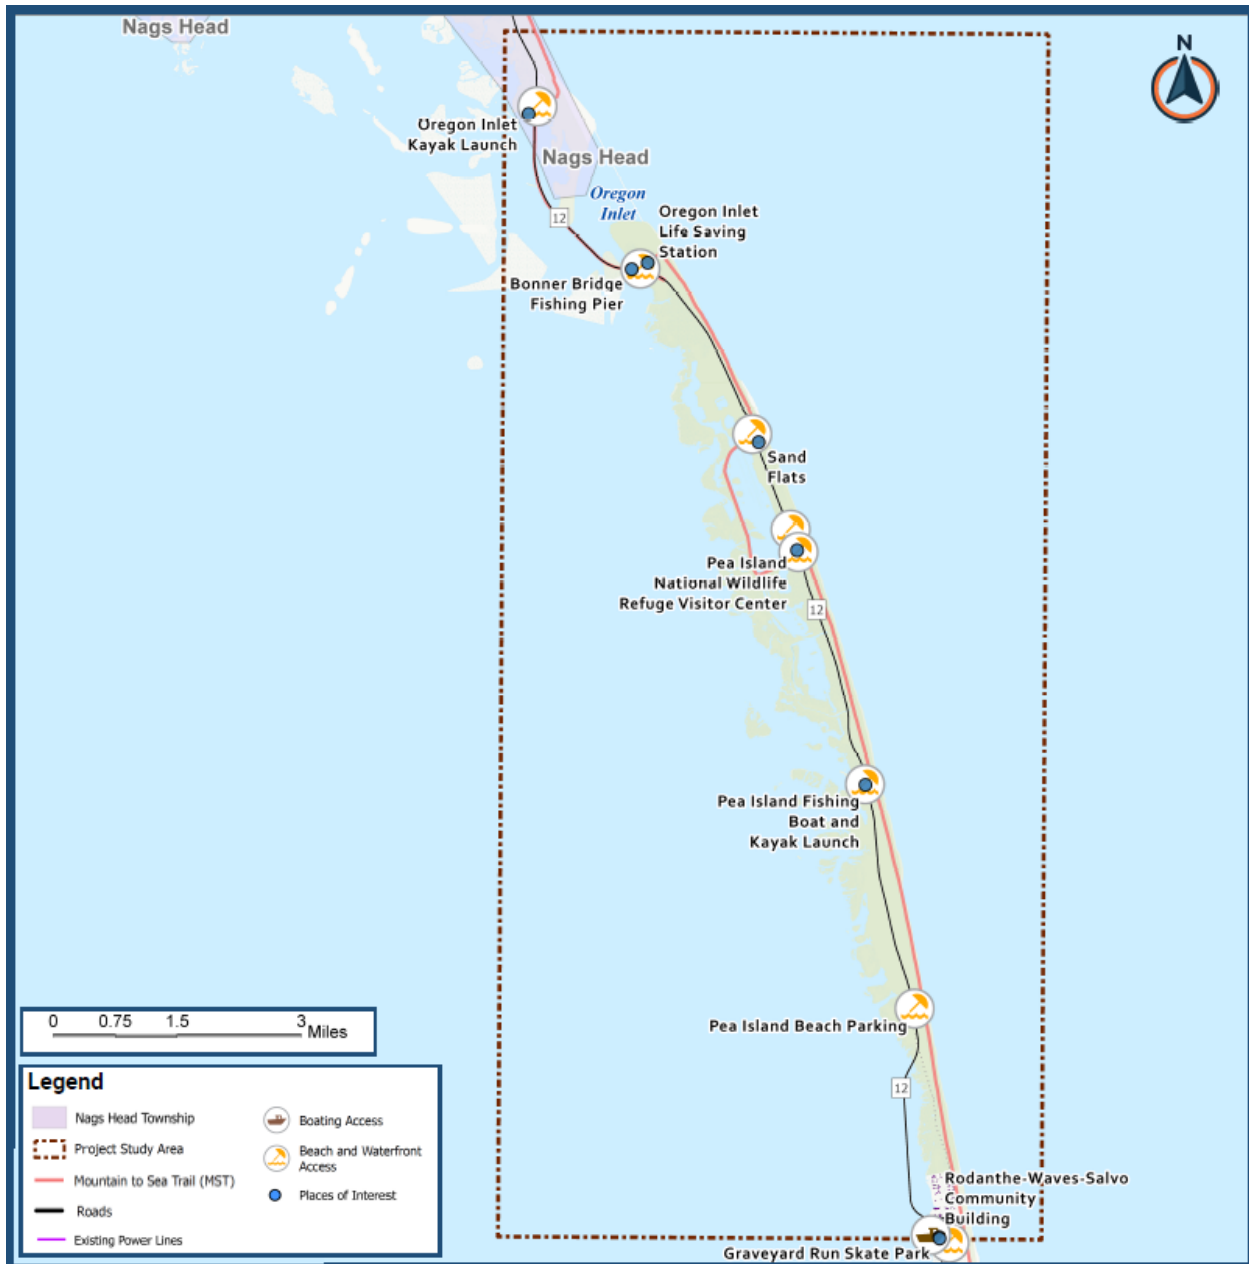 Nags Head
N
Oregon Inlet
Kayak Launch
Nags Head
Oregon
Inlet
12
Oregon Inlet
Life Saving
Station
Bonner Bridge
Fishing Pier
Sand
Flats
Pea Island
National Wildlife
Refuge Visitor Center
12
Pea Island Fishing
Boat and
Kayak Launch
Pea Island Beach Parking
12
Rodanthe-Waves-Salvo
Community
Building
Graveyard Run Skate Park
0 0.75 1.5 3 Miles
Legend
Nags Head Township
Project Study Area
Mountain to Sea Trail (MST)
Roads
Existing Power Lines
Boating Access
Beach and Waterfront
Access
Places of Interest